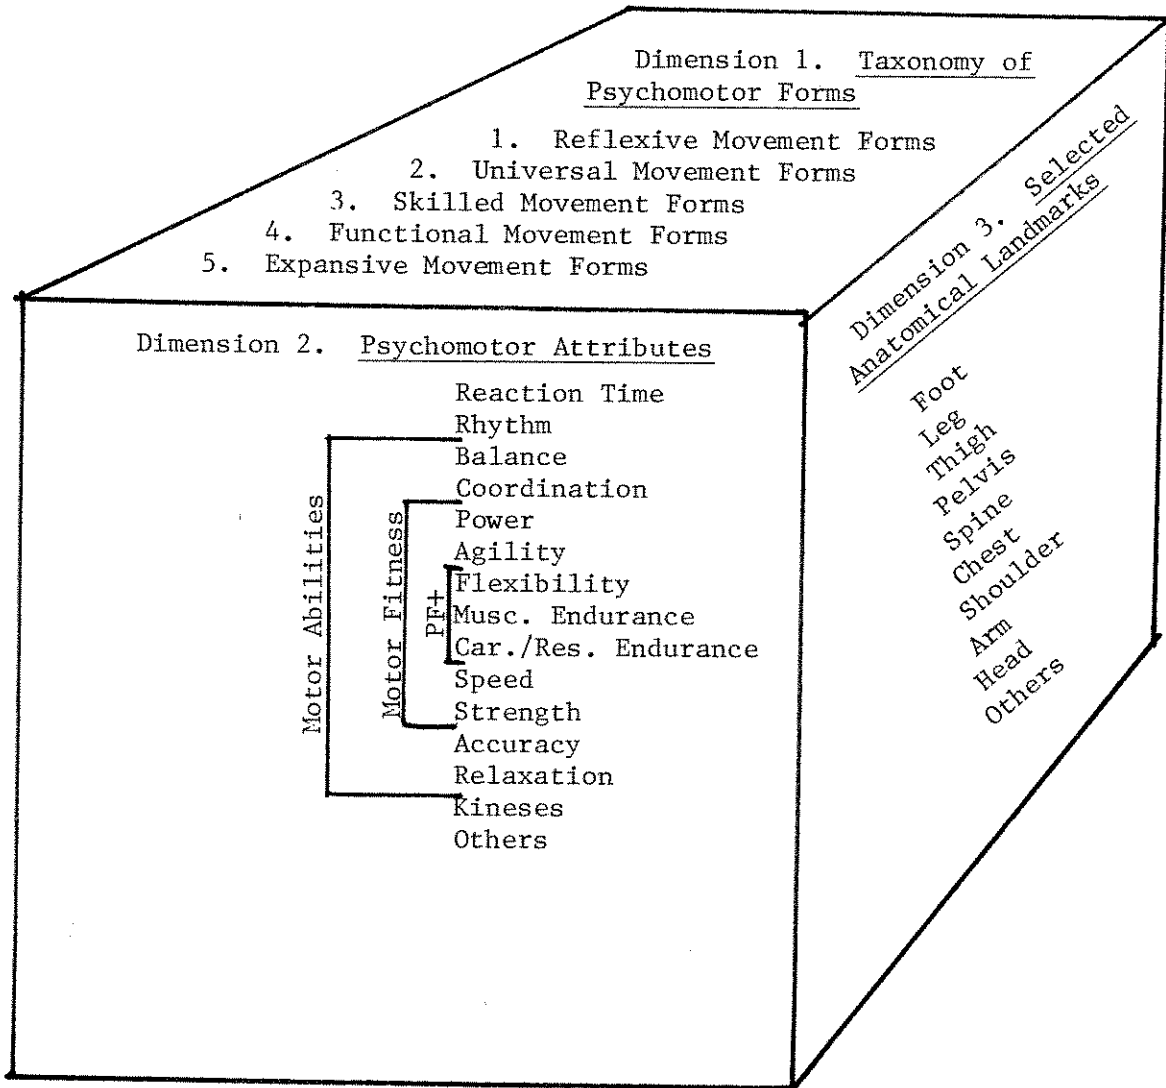 Dimension 1. Taxonomy of
Psychomotor Forms
1. Reflexive Movement Forms
2. Universal Movement Forms
3. Skilled Movement Forms
4. Functional Movement Forms
5. Expansive Movement Forms
Dimension 2. Psychomotor Attributes
Reaction Time
Rhythm
Balance
Coordination
Power
Agility
Flexibility
Musc. Endurance
Car./Res. Endurance
Speed
Strength
Accuracy
Relaxation
Kineses
Others
Motor Abilities
Motor Fitness
PF+
Dimension 3. Selected
Anatomical Landmarks
Foot
Leg
Thigh
Pelvis
Spine
Chest
Shoulder
Arm
Head
Others